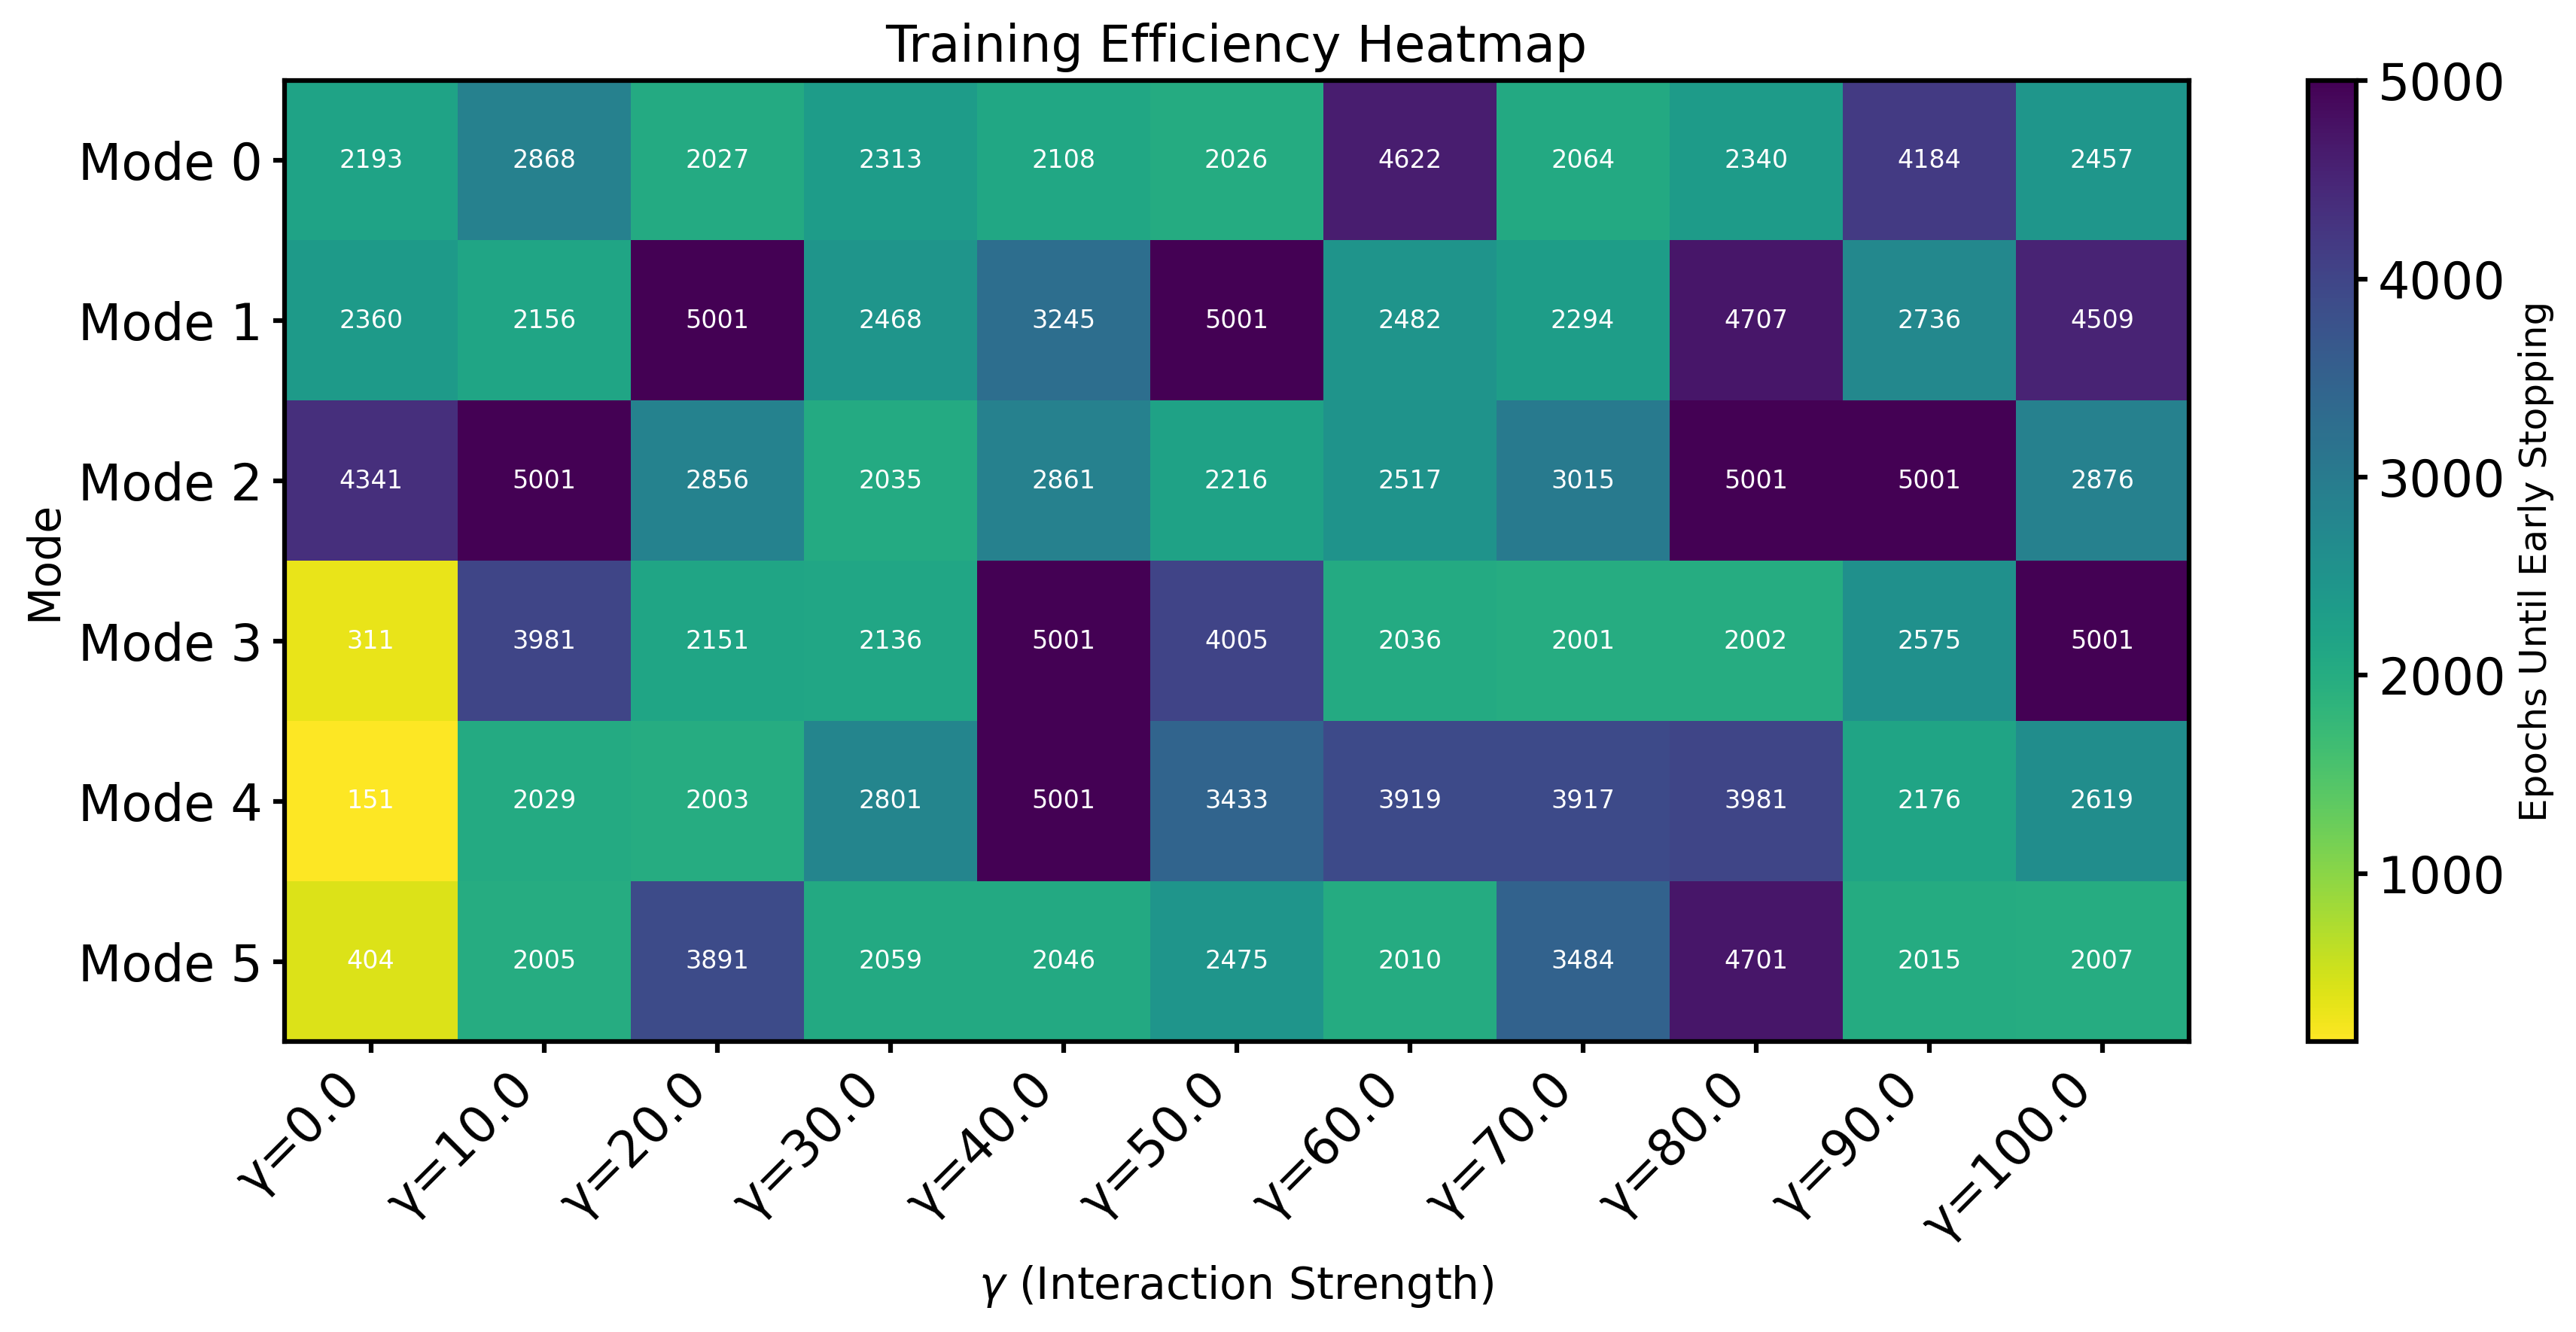 Training Efficiency Heatmap
Mode 0 2193 2868 2027 2313 2108 2026 4622 2064 2340 4184 2457
Mode 1 2360 2156 5001 2468 3245 5001 2482 2294 4707 2736 4509
Mode 2 4341 5001 2856 2035 2861 2216 2517 3015 5001 5001 2876
Mode 3 311 3981 2151 2136 5001 4005 2036 2001 2002 2575 5001
Mode 4 151 2029 2003 2801 5001 3433 3919 3917 3981 2176 2619
Mode 5 404 2005 3891 2059 2046 2475 2010 3484 4701 2015 2007
Mode
γ=0.0 γ=10.0 γ=20.0 γ=30.0 γ=40.0 γ=50.0 γ=60.0 γ=70.0 γ=80.0 γ=90.0 γ=100.0
γ (Interaction Strength)
5000
4000
3000
2000
1000
Epochs Until Early Stopping